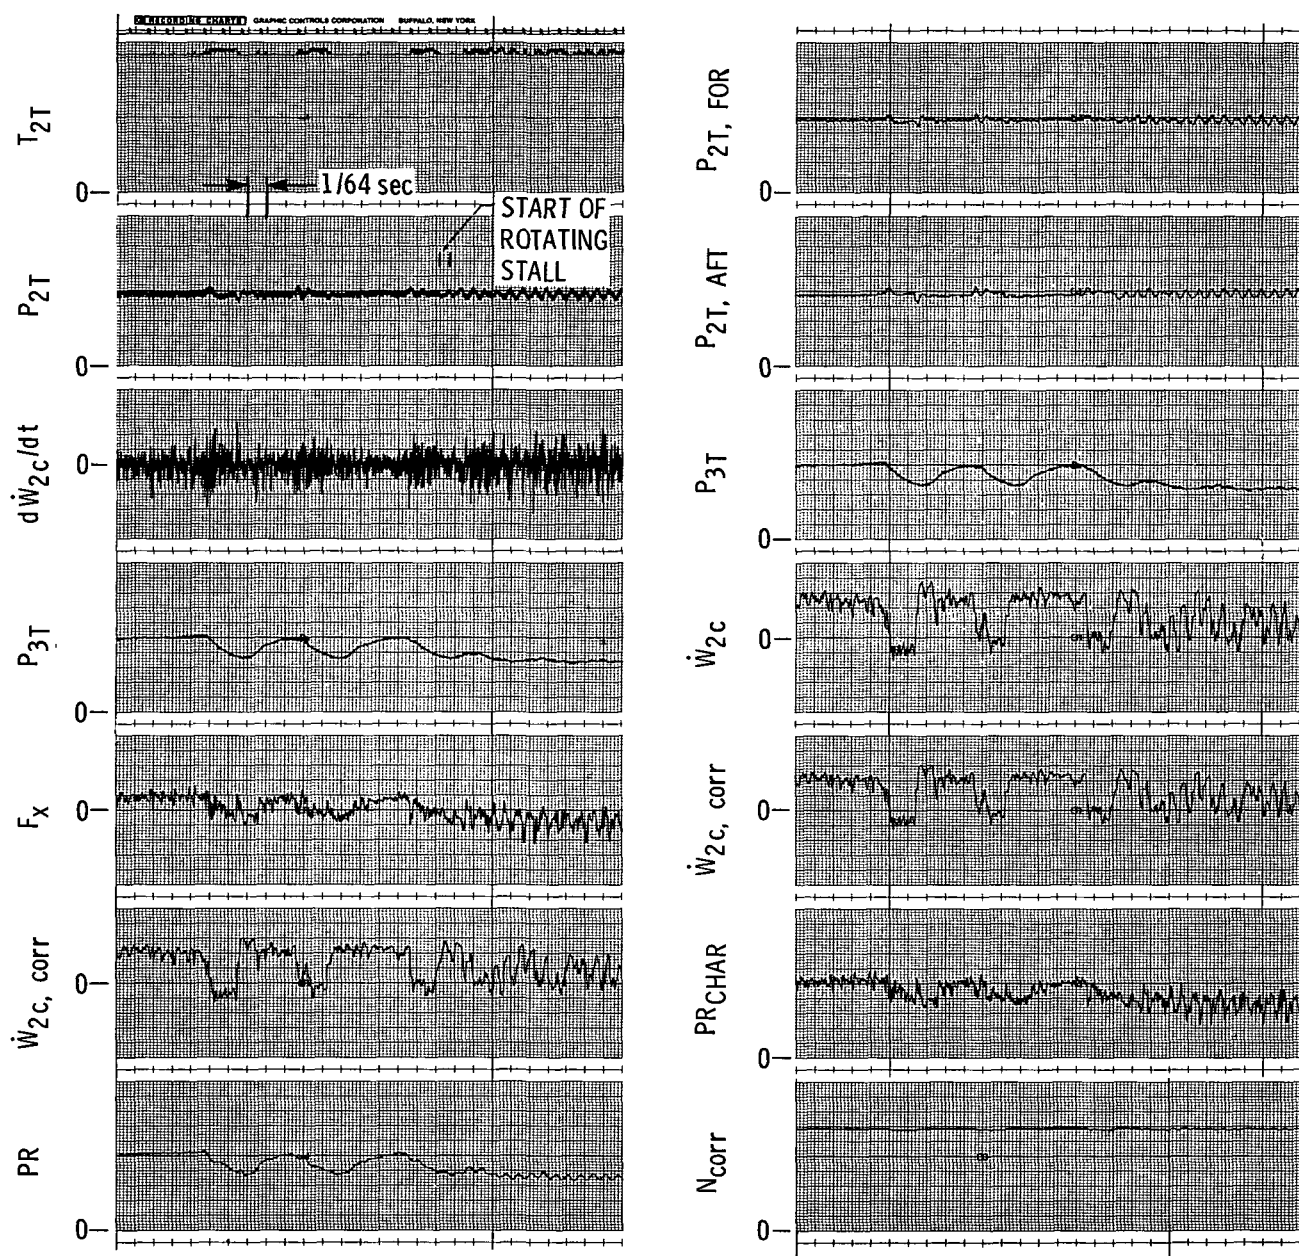 RECORDING CHARTS GRAPHIC CONTROLS CORPORATION BUFFALO, NEW YORK
T2T
0
1/64 sec
START OF
ROTATING
STALL
P2T
0
dẆ2c/dt
0
P3T
0
FX
0
Ẇ2c, corr
0
PR
0
P2T, FOR
0
P2T, AFT
0
P3T
0
Ẇ2c
0
Ẇ2c, corr
0
PRCHAR
0
Ncorr
0